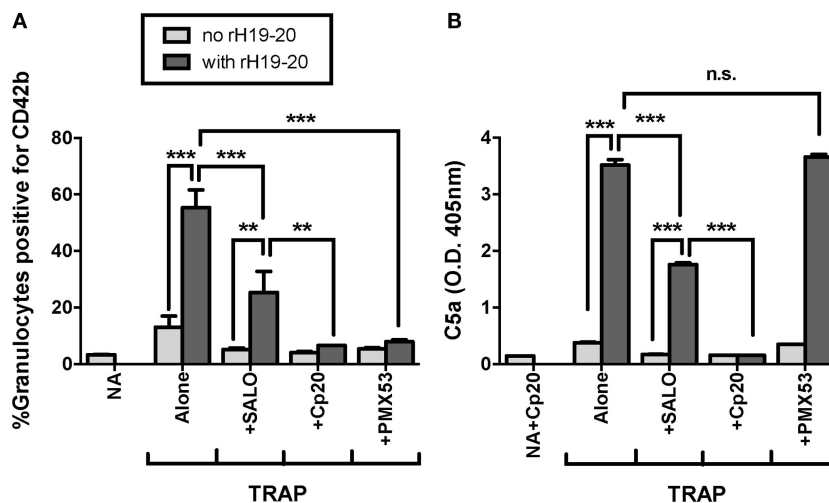 A
no rH19-20
with rH19-20
%Granulocytes positive for CD42b
80
60
40
20
0
***
***
***
**
**
NA
Alone
+SALO
+Cp20
+PMX53
TRAP
B
C5a (O.D. 405nm)
4
3
2
1
0
n.s.
***
***
***
***
NA+Cp20
Alone
+SALO
+Cp20
+PMX53
TRAP